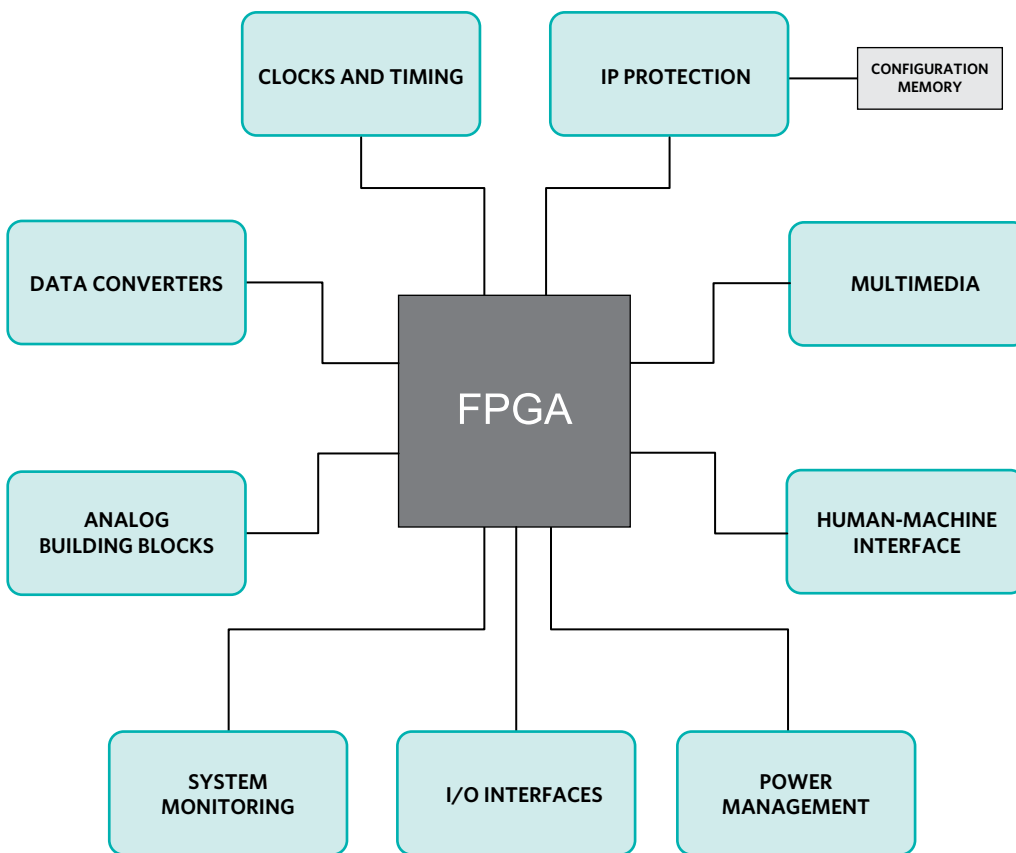 CLOCKS AND TIMING
IP PROTECTION
CONFIGURATION
MEMORY
DATA CONVERTERS
MULTIMEDIA
FPGA
ANALOG
BUILDING BLOCKS
HUMAN-MACHINE
INTERFACE
SYSTEM
MONITORING
I/O INTERFACES
POWER
MANAGEMENT